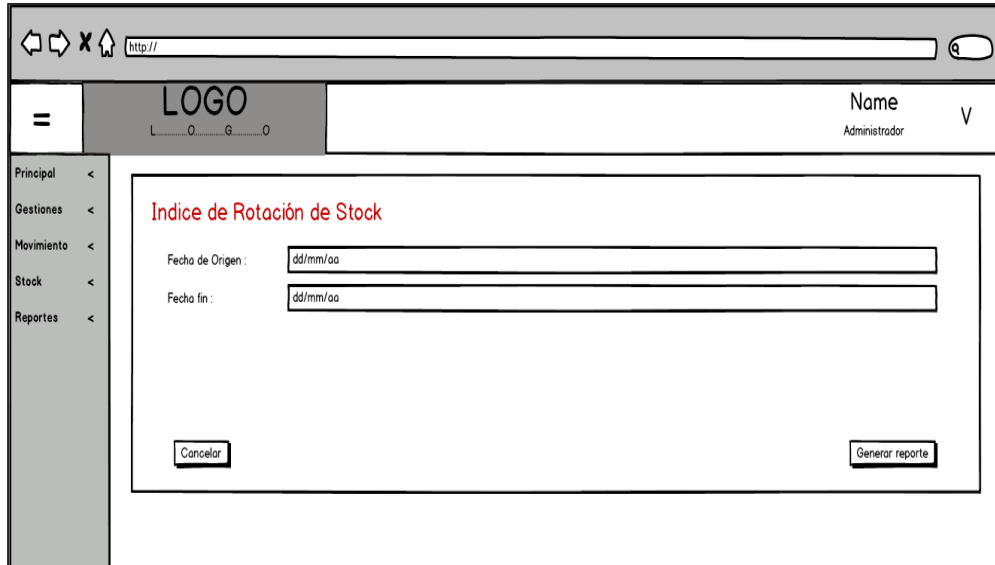 http://
LOGO
L............O............G............O
Name
Administrador
V
Principal <
Gestiones <
Movimiento <
Stock <
Reportes <
Indice de Rotación de Stock
Fecha de Origen :
dd/mm/aa
Fecha fin :
dd/mm/aa
Cancelar
Generar reporte